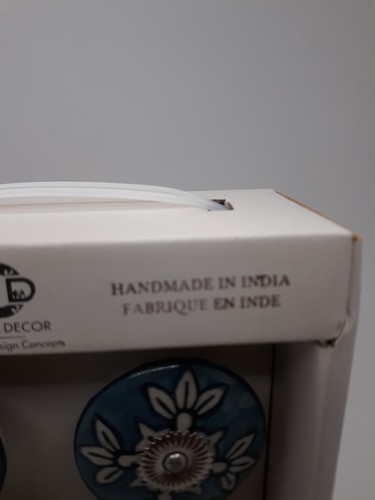 HANDMADE IN INDIA
FABRIQUE EN INDE
D
DECOR
sign Concepts